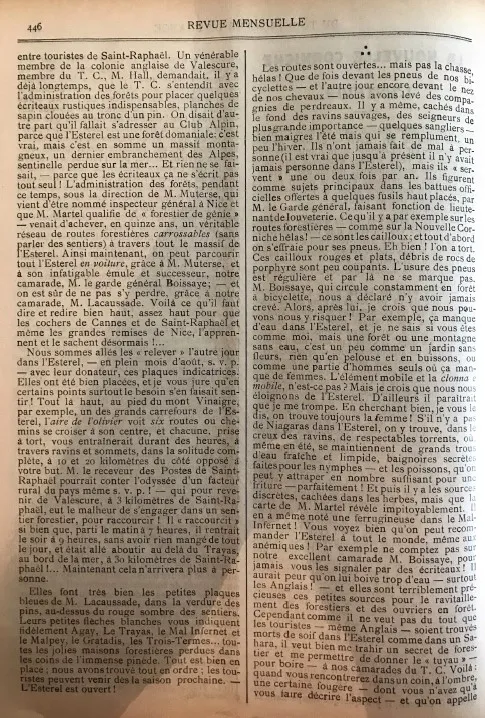 446
REVUE MENSUELLE
entre touristes de Saint-Raphaël. Un vénérable
membre de la colonie anglaise de Valescure,
membre du T. C., M. Hall, demandait, il y a
déjà longtemps, que le T. C. s'entendit avec
l'administration des forêts pour placer quelques
écriteaux rustiques indispensables, planches de
sapin clouées au tronc d'un pin. On disait d'au-
tre part qu'il fallait s'adresser au Club Alpin,
parce que l'Esterel est une forêt domaniale: c'est
vrai, mais c'est en somme un massif monta-
gneux, un dernier embranchement des Alpes,
sentinelle perdue sur la mer... Et rien ne se fai-
sait, — parce que les écriteaux ça ne s'écrit pas
tout seul! L'administration des forêts, pendant
ce temps, sous la direction de M. Muterse, qui
vient d'être nommé inspecteur général à Nice et
que M. Martel qualifie de « forestier de génie »
— venait d'achever, en quinze ans, un véritable
réseau de routes forestières carrossables (sans
parler des sentiers) à travers tout le massif de
l'Esterel. Ainsi maintenant, on peut parcourir
tout l'Esterel en voiture, grâce à M. Muterse, et
à son infatigable émule et successeur, notre
camarade, M. le garde général Boissaye; — et
on est sûr de ne pas s'y perdre, grâce à notre
camarade, M. Lacaussade. Voilà ce qu'il faut
dire et redire bien haut, assez haut pour que
les cochers de Cannes et de Saint-Raphaël et
même les grandes remises de Nice, l'appren-
nent et le sachent désormais!...
Nous sommes allés les « relever » l'autre jour
dans l'Esterel, — en plein mois d'août, s. v. p.
— avec leur donateur, ces plaques indicatrices.
Elles ont été bien placées, et je vous jure qu'en
certains points surtout le besoin s'en faisait sen-
tir! Tout là haut, au pied du mont Vinaigre,
par exemple, un des grands carrefours de l'Es-
terel, l'aire de l'olivier voit six routes ou che-
mins se croiser à son centre, et chacune, prise
à tort, vous entraînerait durant des heures, à
travers ravins et sommets, dans la solitude com-
plète, à 10 et 20 kilomètres du côté opposé à
votre but. M. le receveur des Postes de Saint-
Raphaël pourrait conter l'odyssée d'un facteur
rural du pays même s. v. p.! — qui pour reve-
nir de Valescure, à 3 kilomètres de Saint-Ra-
phaël, eut le malheur de s'engager dans un sen-
tier forestier, pour raccourcir! Il « raccourcit »
si bien que, parti le matin à 7 heures, il rentrait
le soir à 9 heures, sans avoir rien mangé de tout
le jour, et était allé aboutir au delà du Trayas,
au bord de la mer, à 30 kilomètres de Saint-Ra-
phaël!... Maintenant cela n'arrivera plus à per-
sonne.
Elles sont très bien les petites plaques
bleues de M. Lacaussade, dans la verdure des
pins, au-dessus du rouge sombre des sentiers.
Leurs petites flèches blanches vous indiquent
fidèlement Agay, Le Trayas, le Mal Infernet et
le Malpey, le Gratadis, les Trois-Termes... tou-
tes les jolies maisons forestières perdues dans
les coins de l'immense pinède. Tout est bien en
place; nous avons trouvé tout en ordre; les tou-
ristes peuvent venir dès la saison prochaine. —
L'Esterel est ouvert!
Les routes sont ouvertes... mais pas la chasse,
hélas! Que de fois devant les pneus de nos bi-
cyclettes — et l'autre jour encore devant le nez
de nos chevaux — nous avons levé des compa-
gnies de perdreaux. Il y a même, cachés dans
le fond des ravins sauvages, des seigneurs de
plus grande importance — quelques sangliers —
bien maigres l'été mais qui se remplument, un
peu l'hiver. Ils n'ont jamais fait de mal à per-
sonne (il est vrai que jusqu'à présent il n'y avait
jamais personne dans l'Esterel), mais ils « ser-
vent » une ou deux fois par an. Ils figurent
comme sujets principaux dans les battues offi-
cielles offertes à quelques fusils haut placés, par
M. le Garde général, faisant fonction de lieute-
nant de louveterie. Ce qu'il y a par exemple sur les
routes forestières — comme sur la Nouvelle Cor-
niche hélas! — ce sont les cailloux; et tout d'abord
on s'effraie pour ses pneus. Eh bien! l'on a tort.
Ces cailloux rouges et plats, débris de rocs de
porphyre sont peu coupants. L'usure des pneus
est régulière et par là ne se marque pas.
M. Boissaye, qui circule constamment en forêt
à bicyclette, nous a déclaré n'y avoir jamais
crevé. Alors, après lui, je crois que nous pou-
vons nous y risquer! Par exemple, ça manque
d'eau dans l'Esterel, et je ne sais si vous êtes
comme moi, mais une forêt ou une montagne
sans eau, c'est un peu comme un jardin sans
fleurs, rien qu'en pelouse et en buissons, ou
comme une partie d'hommes seuls où ça man-
que de femmes. L'élément mobile et la donna è
mobile, n'est-ce pas? Mais je crois que nous nous
éloignons de l'Esterel. D'ailleurs il paraîtrait
que je me trompe. En cherchant bien, je vous le
dis, on trouve toujours la femme! S'il n'y a pas
de Niagaras dans l'Esterel, on y trouve, dans le
creux des ravins, de respectables torrents, où,
même en été, se maintiennent de grands trous
d'eau fraîche et limpide, baignoires secrètes
faites pour les nymphes — et les poissons, qu'on
peut y attraper en nombre suffisant pour une
friture — parfaitement! Et puis il y a les sources
discrètes, cachées dans les herbes, mais que la
carte de M. Martel révèle impitoyablement. Il
en a même noté une ferrugineuse dans le Mal-
Infernet! Vous voyez bien qu'on peut recom-
mander l'Esterel à tout le monde, même aux
anémiques! Par exemple ne comptez pas sur
notre excellent camarade M. Boissaye, pour
jamais vous les signaler par des écriteaux! Il
aurait peur qu'on lui boive trop d'eau — surtout
les Anglais! — et elles sont terriblement pré-
cieuses ces petites sources pour le ravitaille-
ment des forestiers et des ouvriers en forêt.
Cependant comme il ne veut pas du tout que
les touristes — même Anglais — soient trouvés
morts de soif dans l'Esterel comme dans un Sa-
hara, il veut bien me trahir un secret de fores-
tier et me permettre de donner le « tuyau » —
pour boire — à nos camarades du T. C. Voilà:
quand vous rencontrerez dans un coin, à l'ombre,
une certaine fougère — dont vous n'avez qu'à
vous faire décrire l'aspect — et qu'on appelle